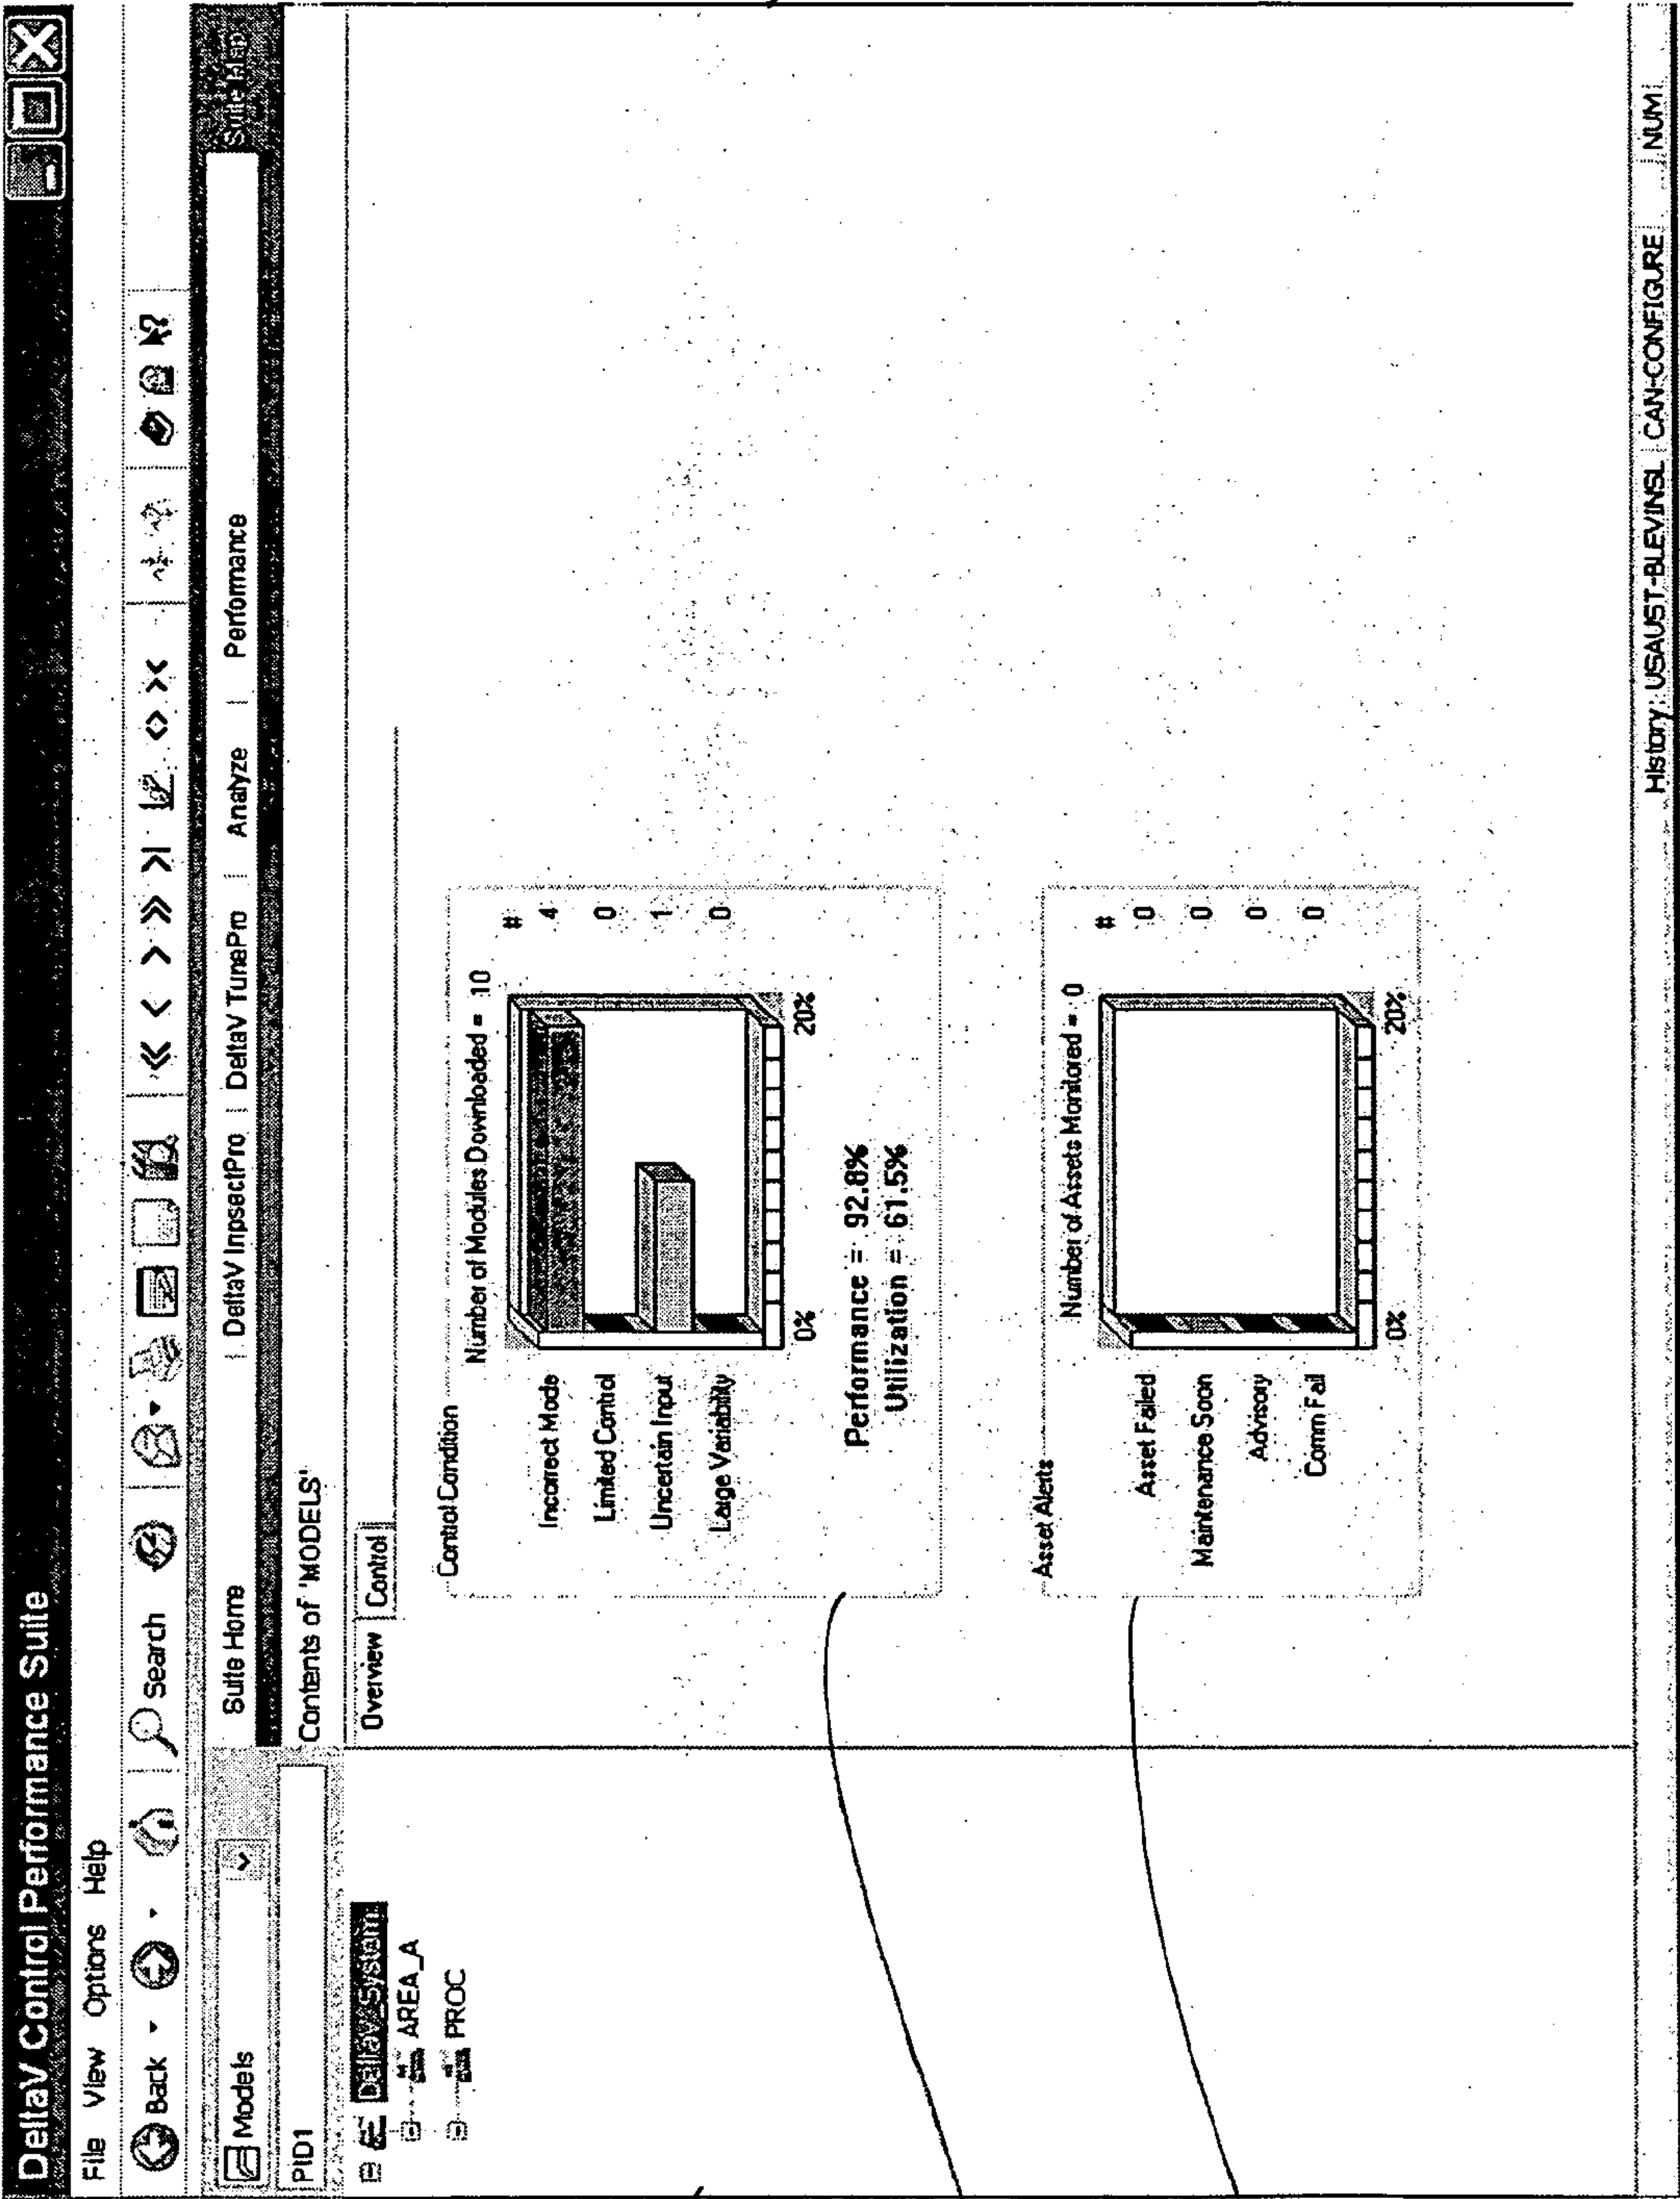 DeltaV Control Performance Suite
File View Options Help
Back Search
Models
Suite Home | DeltaV InpsectPro | DeltaV TunePro | Analyze | Performance Suite Map
PID1
Contents of 'MODELS'
DeltaV System
AREA_A
PROC
Overview Control
Control Condition
Number of Modules Downloaded = 10
#
Incorrect Mode 4
Limited Control 0
Uncertain Input 1
Large Variability 0
0% 20%
Performance = 92.8%
Utilization = 61.5%
Asset Alerts
Number of Assets Monitored = 0
#
Asset Failed 0
Maintenance Soon 0
Advisory 0
Comm Fail 0
0% 20%
History: USAUST-BLEVINSL CAN-CONFIGURE NUM